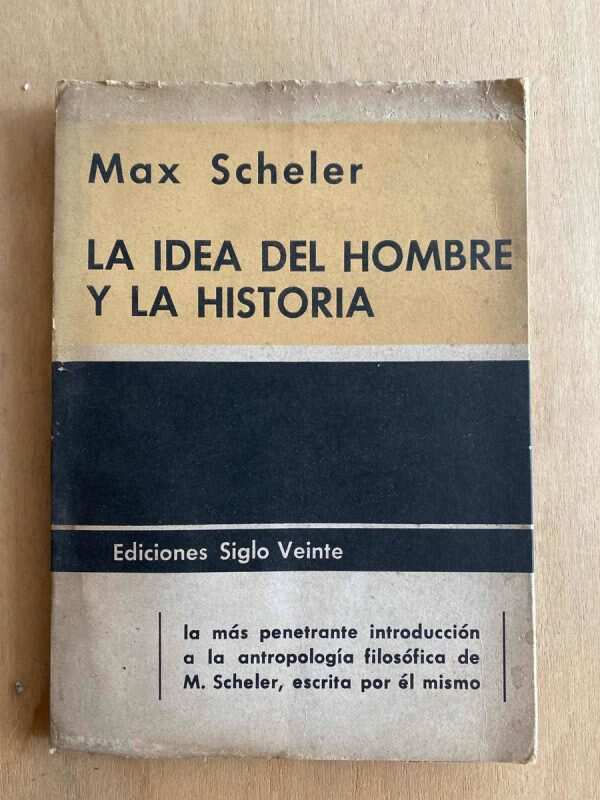 Max Scheler
LA IDEA DEL HOMBRE
Y LA HISTORIA
Ediciones Siglo Veinte
la más penetrante introducción
a la antropología filosófica de
M. Scheler, escrita por él mismo